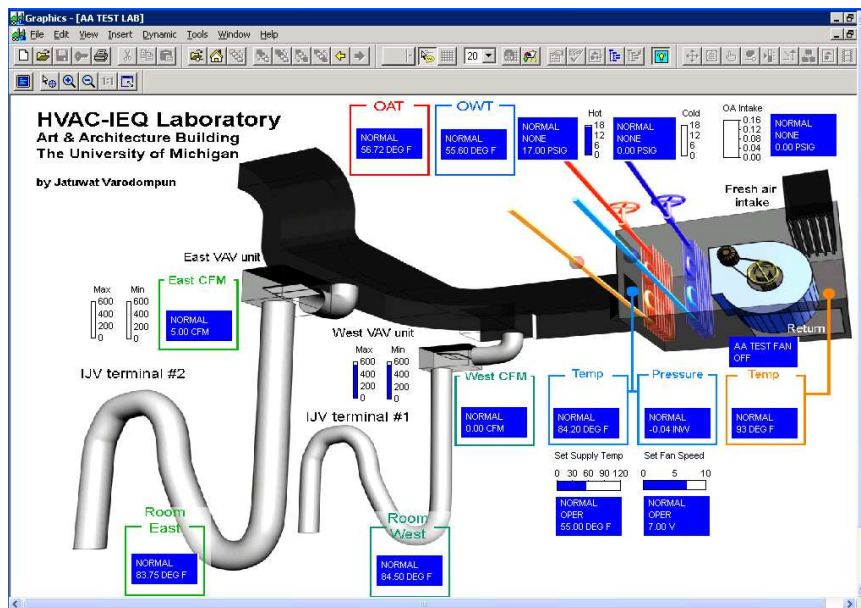 Graphics - [AA TEST LAB]
File Edit View Insert Dynamic Tools Window Help
20
1:1
HVAC-IEQ Laboratory
Art & Architecture Building
The University of Michigan
by Jatuwat Varodompun
OAT
NORMAL
56.72 DEG F
OWT
NORMAL
55.60 DEG F
NORMAL
NONE
17.00 PSIG
Hot
18
12
6
0
NORMAL
NONE
0.00 PSIG
Cold
18
12
6
0
OA Intake
0.16
0.12
0.08
0.04
0.00
NORMAL
NONE
0.00 PSIG
Fresh air
intake
East VAV unit
Max
600
400
200
0
Min
600
400
200
0
East CFM
NORMAL
5.00 CFM
West VAV unit
Max
600
400
200
0
Min
600
400
200
0
Return
AA TEST FAN
OFF
IJV terminal #2
IJV terminal #1
West CFM
NORMAL
0.00 CFM
Temp
NORMAL
84.20 DEG F
Pressure
NORMAL
-0.04 INW
Temp
NORMAL
93 DEG F
Set Supply Temp
0 30 60 90 120
NORMAL
OPER
55.00 DEG F
Set Fan Speed
0 5 10
NORMAL
OPER
7.00 V
Room
East
NORMAL
83.75 DEG F
Room
West
NORMAL
84.50 DEG F